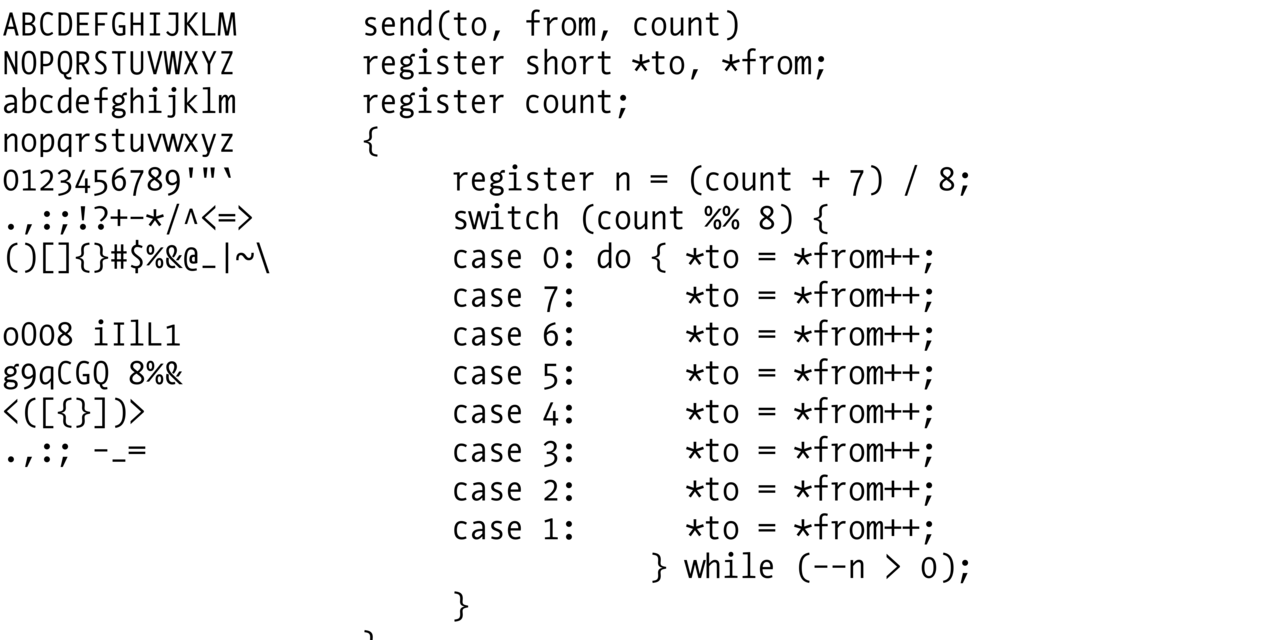 ABCDEFGHIJKLM
NOPQRSTUVWXYZ
abcdefghijklm
nopqrstuvwxyz
0123456789'"`
.,:;!?+-*/^<=>
()[]{}#$%&@_|~\
oO08 iIlL1
g9qCGQ 8%&
<([{}])>
.,:; -_=
send(to, from, count)
register short *to, *from;
register count;
{
     register n = (count + 7) / 8;
     switch (count %% 8) {
     case 0: do { *to = *from++;
     case 7:      *to = *from++;
     case 6:      *to = *from++;
     case 5:      *to = *from++;
     case 4:      *to = *from++;
     case 3:      *to = *from++;
     case 2:      *to = *from++;
     case 1:      *to = *from++;
                } while (--n > 0);
     }
}